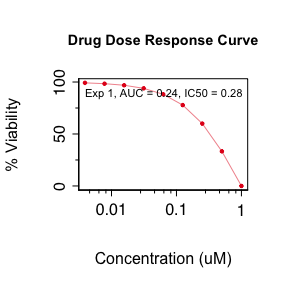 Drug Dose Response Curve
Exp 1, AUC = 0.24, IC50 = 0.28
% Viability
100
50
0
0.01 0.1 1
Concentration (uM)